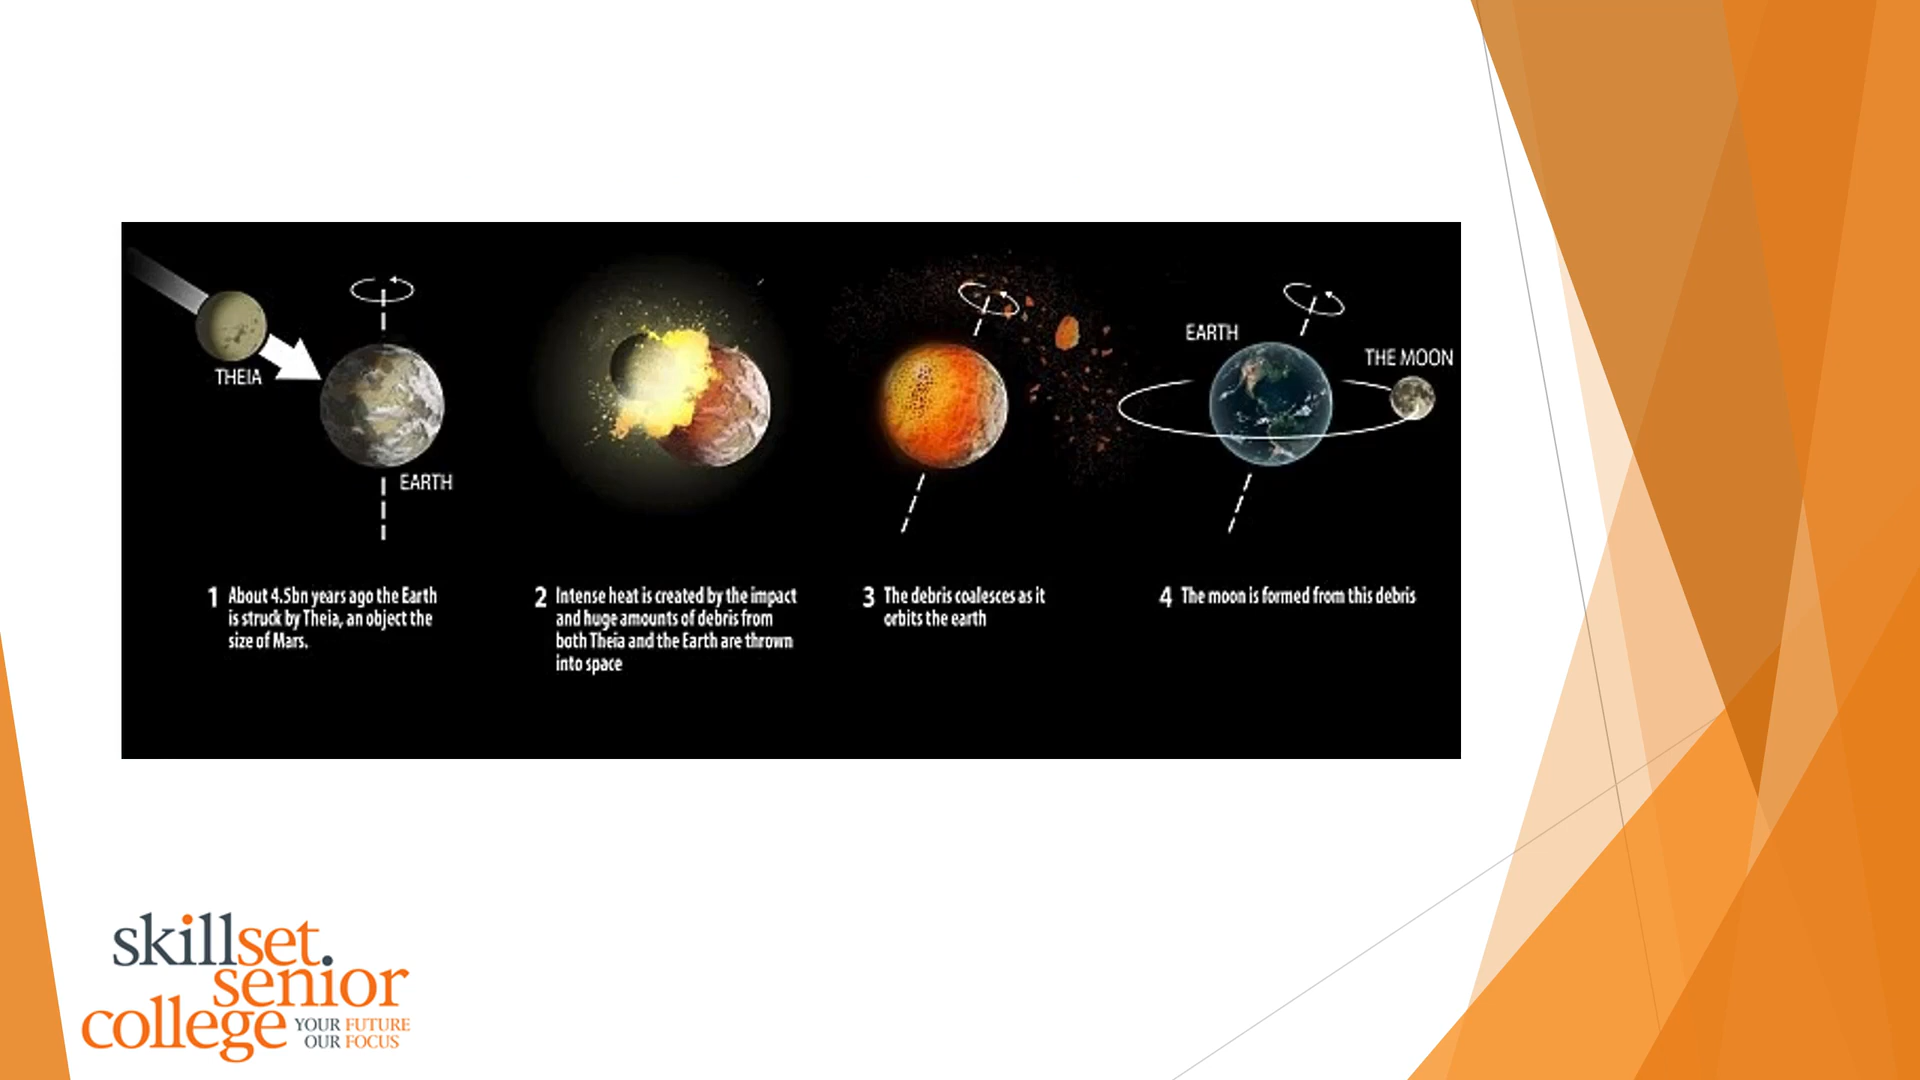 THEIA
EARTH
EARTH
THE MOON
1 About 4.5bn years ago the Earth
is struck by Theia, an object the
size of Mars.
2 Intense heat is created by the impact
and huge amounts of debris from
both Theia and the Earth are thrown
into space
3 The debris coalesces as it
orbits the earth
4 The moon is formed from this debris
skillset.
senior
college
YOUR FUTURE
OUR FOCUS